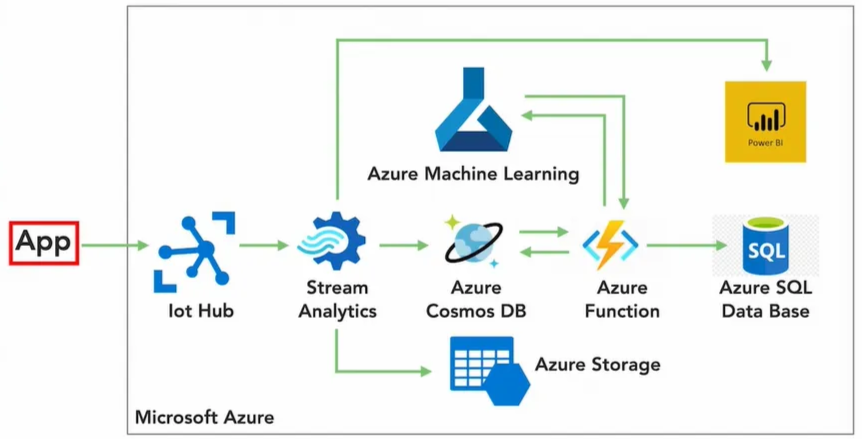 Power BI
Azure Machine Learning
App
SQL
Iot Hub
Stream
Analytics
Azure
Cosmos DB
Azure
Function
Azure SQL
Data Base
Azure Storage
Microsoft Azure